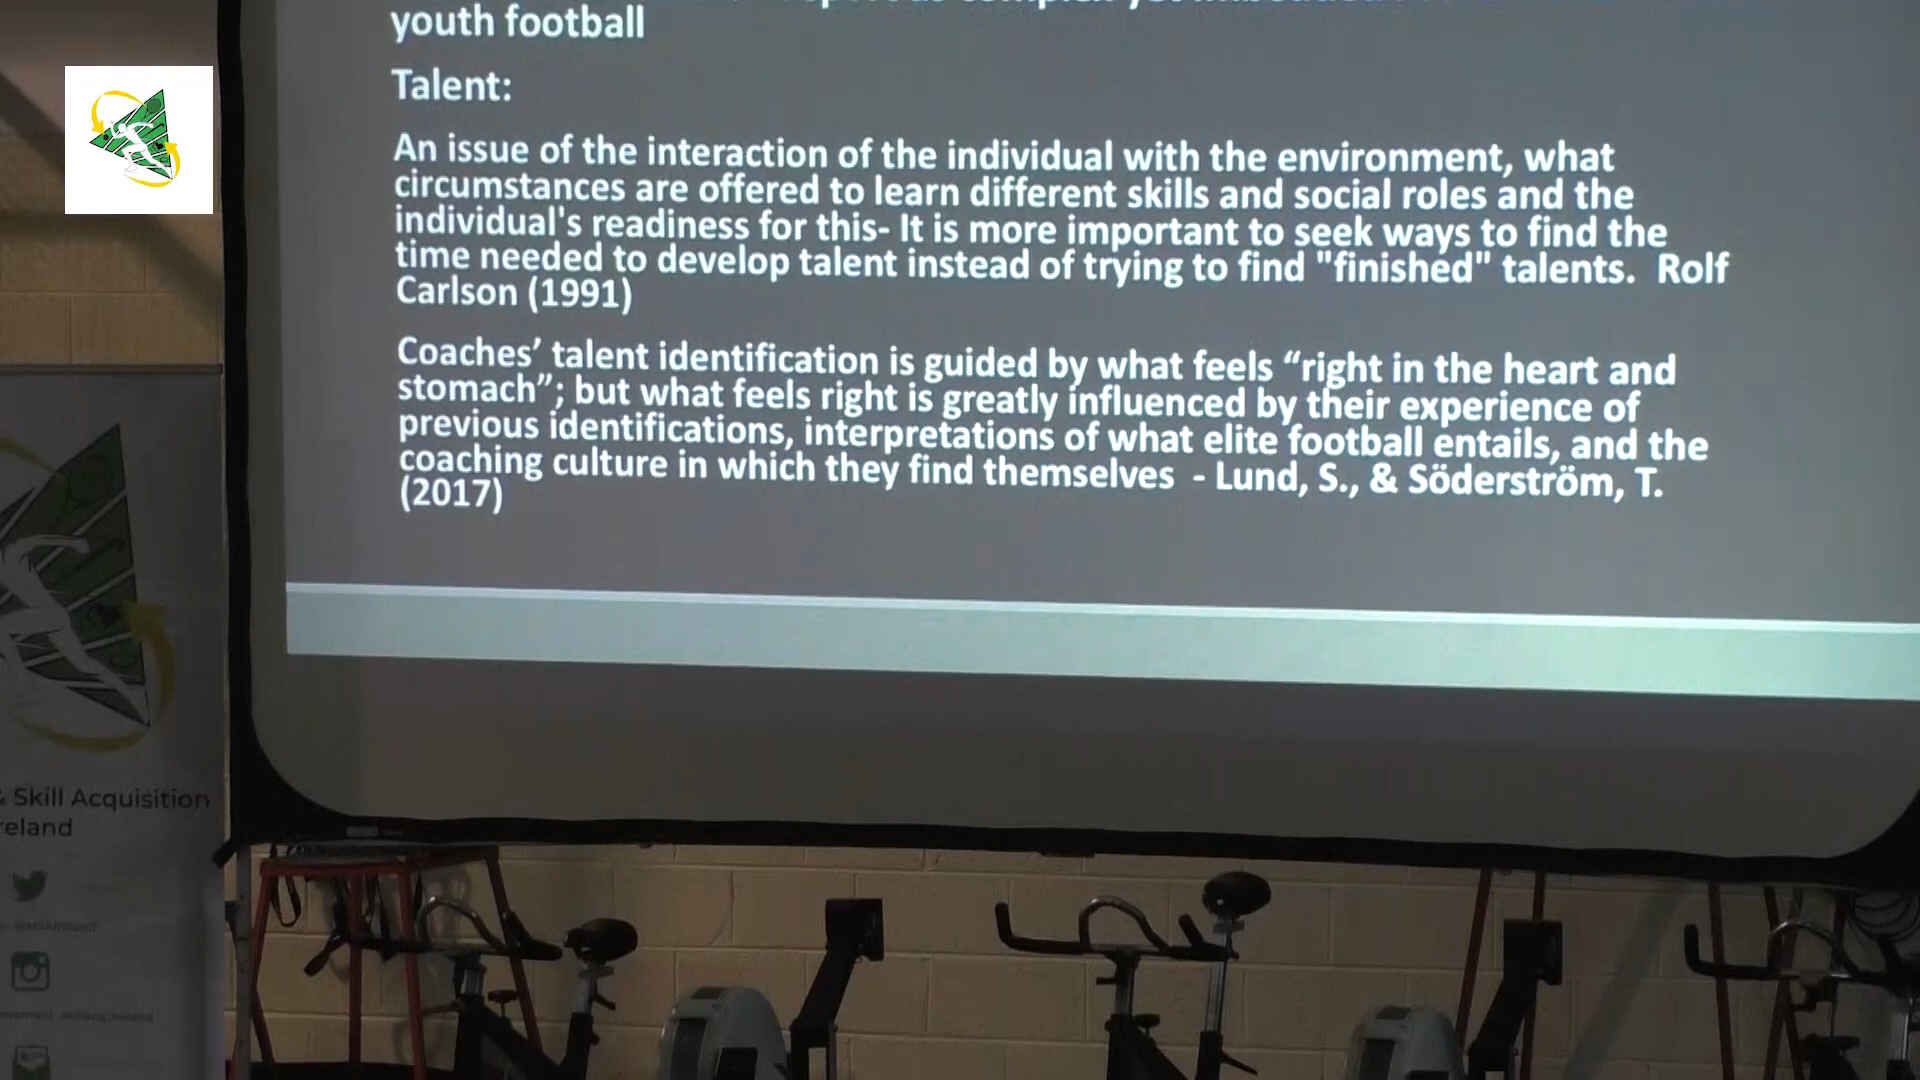 youth football
Talent:
An issue of the interaction of the individual with the environment, what
circumstances are offered to learn different skills and social roles and the
individual's readiness for this- It is more important to seek ways to find the
time needed to develop talent instead of trying to find "finished" talents. Rolf
Carlson (1991)
Coaches’ talent identification is guided by what feels “right in the heart and
stomach”; but what feels right is greatly influenced by their experience of
previous identifications, interpretations of what elite football entails, and the
coaching culture in which they find themselves - Lund, S., & Söderström, T.
(2017)
& Skill Acquisition
reland